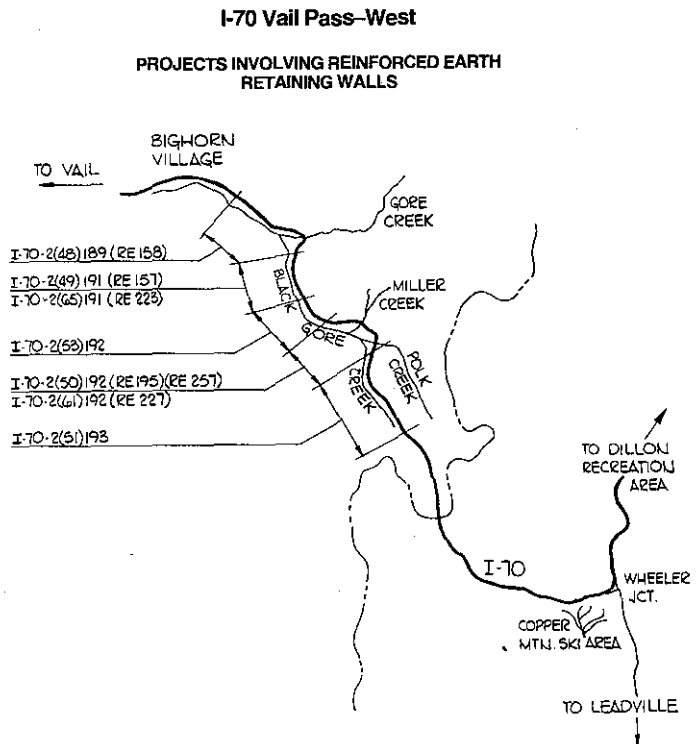 I-70 Vail Pass–West
PROJECTS INVOLVING REINFORCED EARTH
RETAINING WALLS
BIGHORN
VILLAGE
TO VAIL
GORE
CREEK
I-70-2(48)189 (RE 158)
I-70-2(49)191 (RE 157)
I-70-2(65)191 (RE 223)
BLACK
MILLER
CREEK
GORE
I-70-2(53)192
I-70-2(50)192 (RE 195)(RE 257)
I-70-2(61)192 (RE 227)
CREEK
POLK
CREEK
I-70-2(51)193
TO DILLON
RECREATION
AREA
I-70
WHEELER
JCT.
COPPER
MTN. SKI AREA
TO LEADVILLE